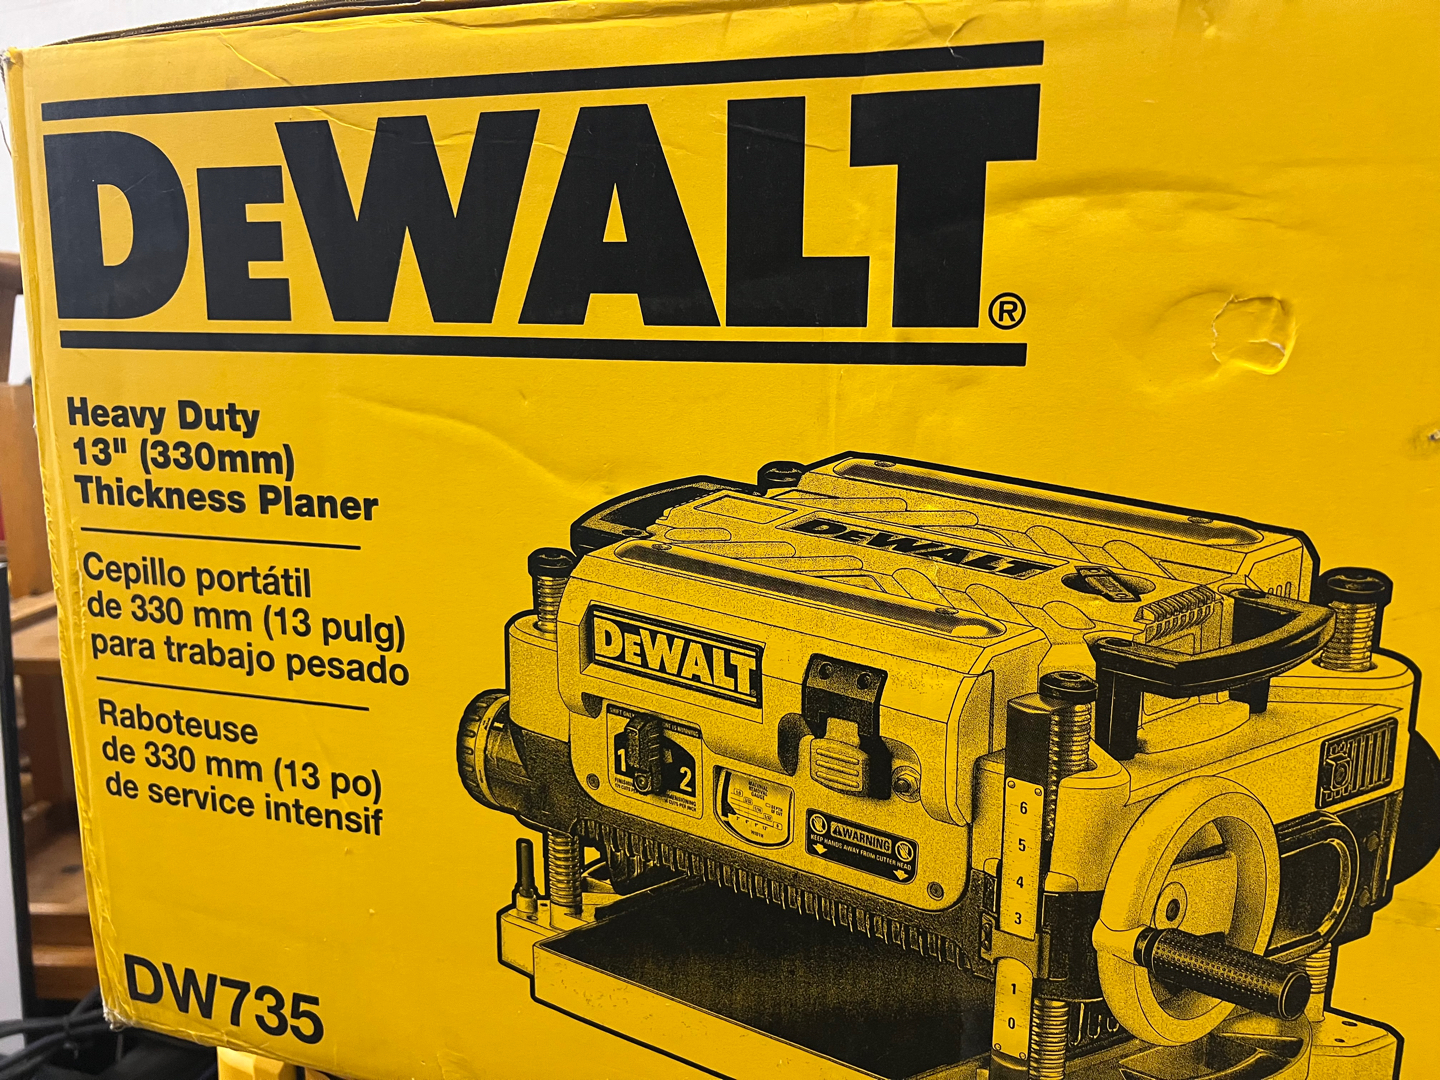 DEWALT®
Heavy Duty
13" (330mm)
Thickness Planer
Cepillo portátil
de 330 mm (13 pulg)
para trabajo pesado
Raboteuse
de 330 mm (13 po)
de service intensif
DW735
DEWALT
DEWALT
1
2
WARNING
KEEP HANDS AWAY FROM CUTTER HEAD
6
5
4
3
1
0